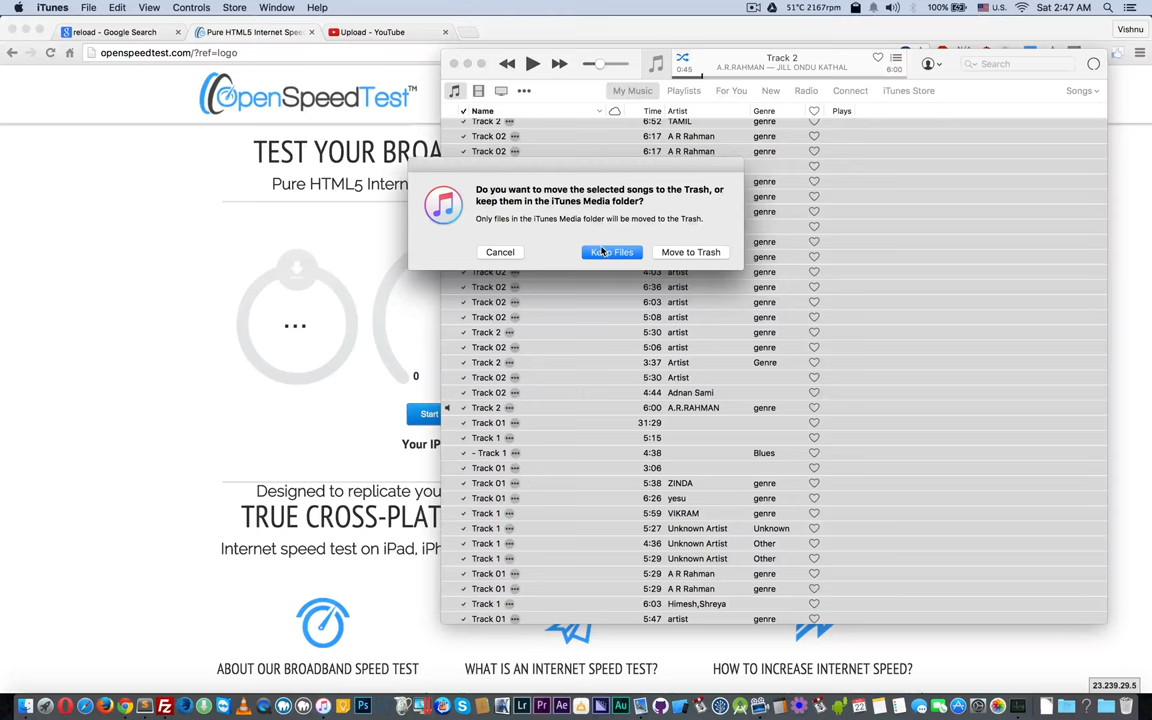 iTunes File Edit View Controls Store Window Help
51°C 2167rpm 100% U.S. Sat 2:47 AM
reload - Google Search
Pure HTML5 Internet Spee
Upload - YouTube
Vishnu
openspeedtest.com/?ref=logo
OpenSpeedTest™
TEST YOUR BROA
Pure HTML5 Intern
...
0
Start
Your IP
Designed to replicate you
TRUE CROSS-PLAT
Internet speed test on iPad, iPh
ABOUT OUR BROADBAND SPEED TEST
WHAT IS AN INTERNET SPEED TEST?
HOW TO INCREASE INTERNET SPEED?
Track 2
0:45 A.R.RAHMAN — JILL ONDU KATHAL 6:00
Search
My Music Playlists For You New Radio Connect iTunes Store Songs
Name Time Artist Genre Plays
Track 2 6:52 TAMIL
Track 02 6:17 A R Rahman
Track 02 6:17 A R Rahman
genre
genre
genre
genre
genre
Do you want to move the selected songs to the Trash, or
keep them in the iTunes Media folder?
Only files in the iTunes Media folder will be moved to the Trash.
Cancel Keep Files Move to Trash
Track 02 4:03 artist genre
Track 02 6:36 artist genre
Track 02 6:03 artist genre
Track 02 5:08 artist genre
Track 2 5:30 artist genre
Track 02 5:06 artist genre
Track 2 3:37 Artist Genre
Track 02 5:30 Artist
Track 02 4:44 Adnan Sami
Track 2 6:00 A.R.RAHMAN genre
Track 01 31:29
Track 1 5:15
- Track 1 4:38 Blues
Track 01 3:06
Track 01 5:38 ZINDA genre
Track 01 6:26 yesu genre
Track 1 5:59 VIKRAM genre
Track 1 5:27 Unknown Artist Unknown
Track 1 4:36 Unknown Artist Other
Track 1 5:29 Unknown Artist Other
Track 01 5:29 A R Rahman genre
Track 01 5:29 A R Rahman genre
Track 1 6:03 Himesh,Shreya
Track 01 5:47 artist genre
23.239.29.5
Lr Pr Ae Au Ps